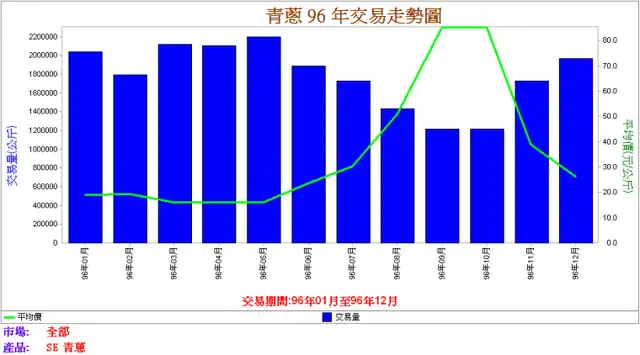 青蔥 96 年交易走勢圖
交易量(公斤)
2200000
2000000
1800000
1600000
1400000
1200000
1000000
800000
600000
400000
200000
0
80.0
70.0
60.0
50.0
40.0
30.0
20.0
10.0
0.0
平均價(元/公斤)
96年01月
96年02月
96年03月
96年04月
96年05月
96年06月
96年07月
96年08月
96年09月
96年10月
96年11月
96年12月
交易期間:96年01月至96年12月
平均價 交易量
市場: 全部
產品: SE 青蔥